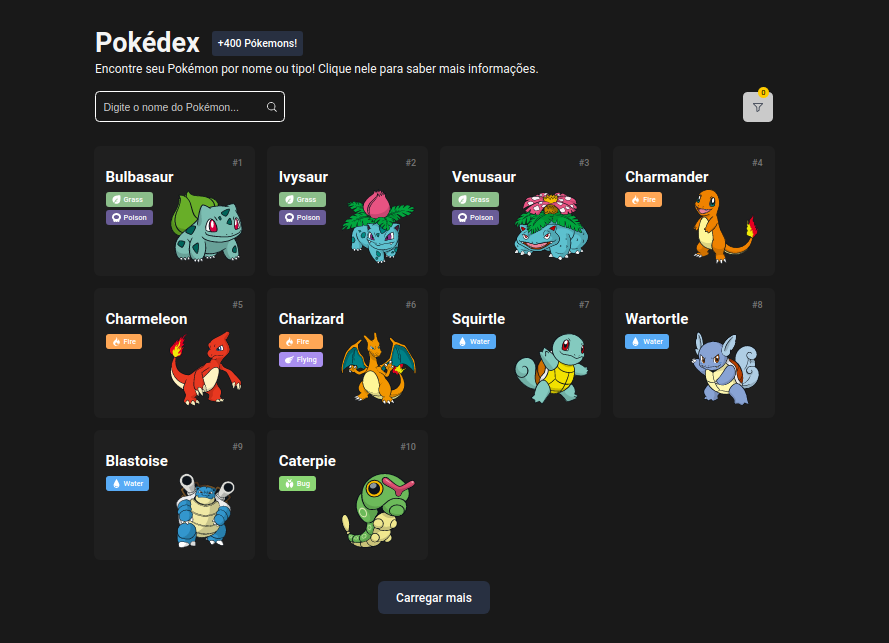 Pokédex
+400 Pókemons!
Encontre seu Pokémon por nome ou tipo! Clique nele para saber mais informações.
Digite o nome do Pokémon...
0
#1
Bulbasaur
Grass
Poison
#2
Ivysaur
Grass
Poison
#3
Venusaur
Grass
Poison
#4
Charmander
Fire
#5
Charmeleon
Fire
#6
Charizard
Fire
Flying
#7
Squirtle
Water
#8
Wartortle
Water
#9
Blastoise
Water
#10
Caterpie
Bug
Carregar mais